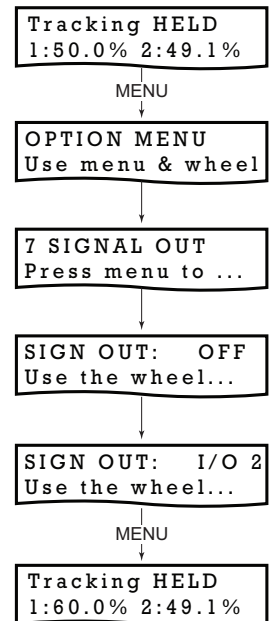 Tracking HELD
1:50.0% 2:49.1%
MENU
OPTION MENU
Use menu & wheel
7 SIGNAL OUT
Press menu to ...
SIGN OUT: OFF
Use the wheel...
SIGN OUT: I/O 2
Use the wheel...
MENU
Tracking HELD
1:60.0% 2:49.1%